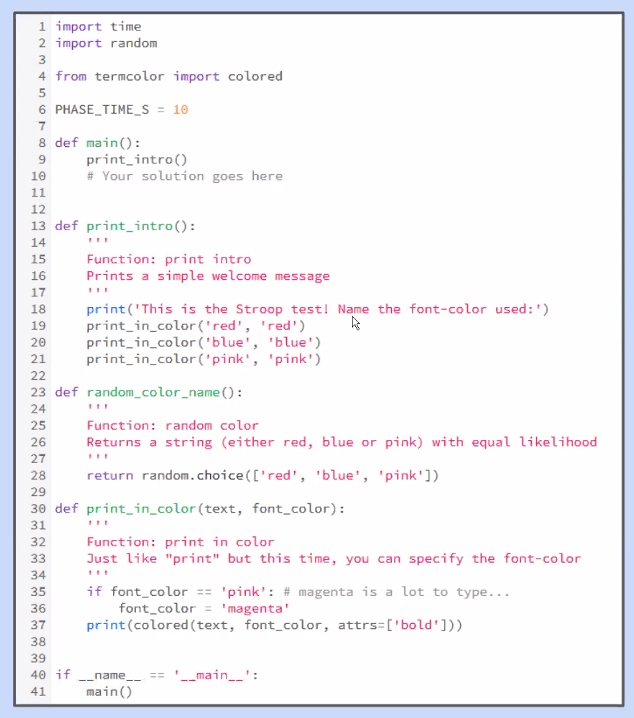 1 import time
2 import random
3
4 from termcolor import colored
5
6 PHASE_TIME_S = 10
7
8 def main():
9     print_intro()
10     # Your solution goes here
11
12
13 def print_intro():
14     '''
15     Function: print intro
16     Prints a simple welcome message
17     '''
18     print('This is the Stroop test! Name the font-color used:')
19     print_in_color('red', 'red')
20     print_in_color('blue', 'blue')
21     print_in_color('pink', 'pink')
22
23 def random_color_name():
24     '''
25     Function: random color
26     Returns a string (either red, blue or pink) with equal likelihood
27     '''
28     return random.choice(['red', 'blue', 'pink'])
29
30 def print_in_color(text, font_color):
31     '''
32     Function: print in color
33     Just like "print" but this time, you can specify the font-color
34     '''
35     if font_color == 'pink': # magenta is a lot to type...
36         font_color = 'magenta'
37     print(colored(text, font_color, attrs=['bold']))
38
39
40 if __name__ == '__main__':
41     main()